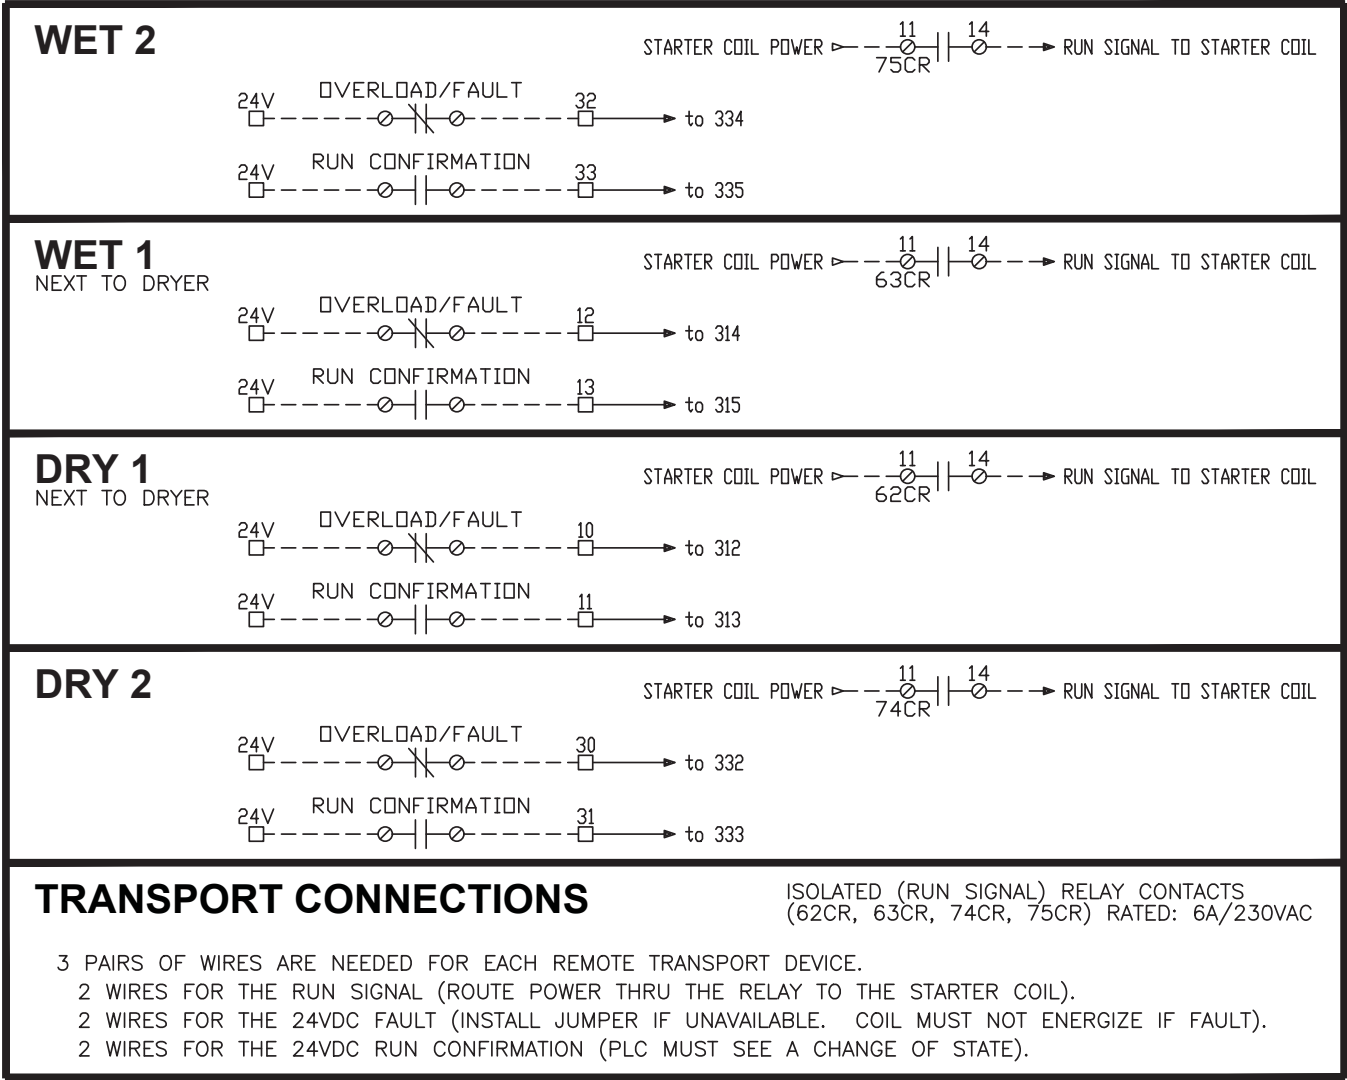 WET 2
STARTER COIL POWER 11 14 RUN SIGNAL TO STARTER COIL
75CR
OVERLOAD/FAULT
24V 32 to 334
RUN CONFIRMATION
24V 33 to 335
WET 1
NEXT TO DRYER
STARTER COIL POWER 11 14 RUN SIGNAL TO STARTER COIL
63CR
OVERLOAD/FAULT
24V 12 to 314
RUN CONFIRMATION
24V 13 to 315
DRY 1
NEXT TO DRYER
STARTER COIL POWER 11 14 RUN SIGNAL TO STARTER COIL
62CR
OVERLOAD/FAULT
24V 10 to 312
RUN CONFIRMATION
24V 11 to 313
DRY 2
STARTER COIL POWER 11 14 RUN SIGNAL TO STARTER COIL
74CR
OVERLOAD/FAULT
24V 30 to 332
RUN CONFIRMATION
24V 31 to 333
TRANSPORT CONNECTIONS
ISOLATED (RUN SIGNAL) RELAY CONTACTS
(62CR, 63CR, 74CR, 75CR) RATED: 6A/230VAC
3 PAIRS OF WIRES ARE NEEDED FOR EACH REMOTE TRANSPORT DEVICE.
2 WIRES FOR THE RUN SIGNAL (ROUTE POWER THRU THE RELAY TO THE STARTER COIL).
2 WIRES FOR THE 24VDC FAULT (INSTALL JUMPER IF UNAVAILABLE. COIL MUST NOT ENERGIZE IF FAULT).
2 WIRES FOR THE 24VDC RUN CONFIRMATION (PLC MUST SEE A CHANGE OF STATE).